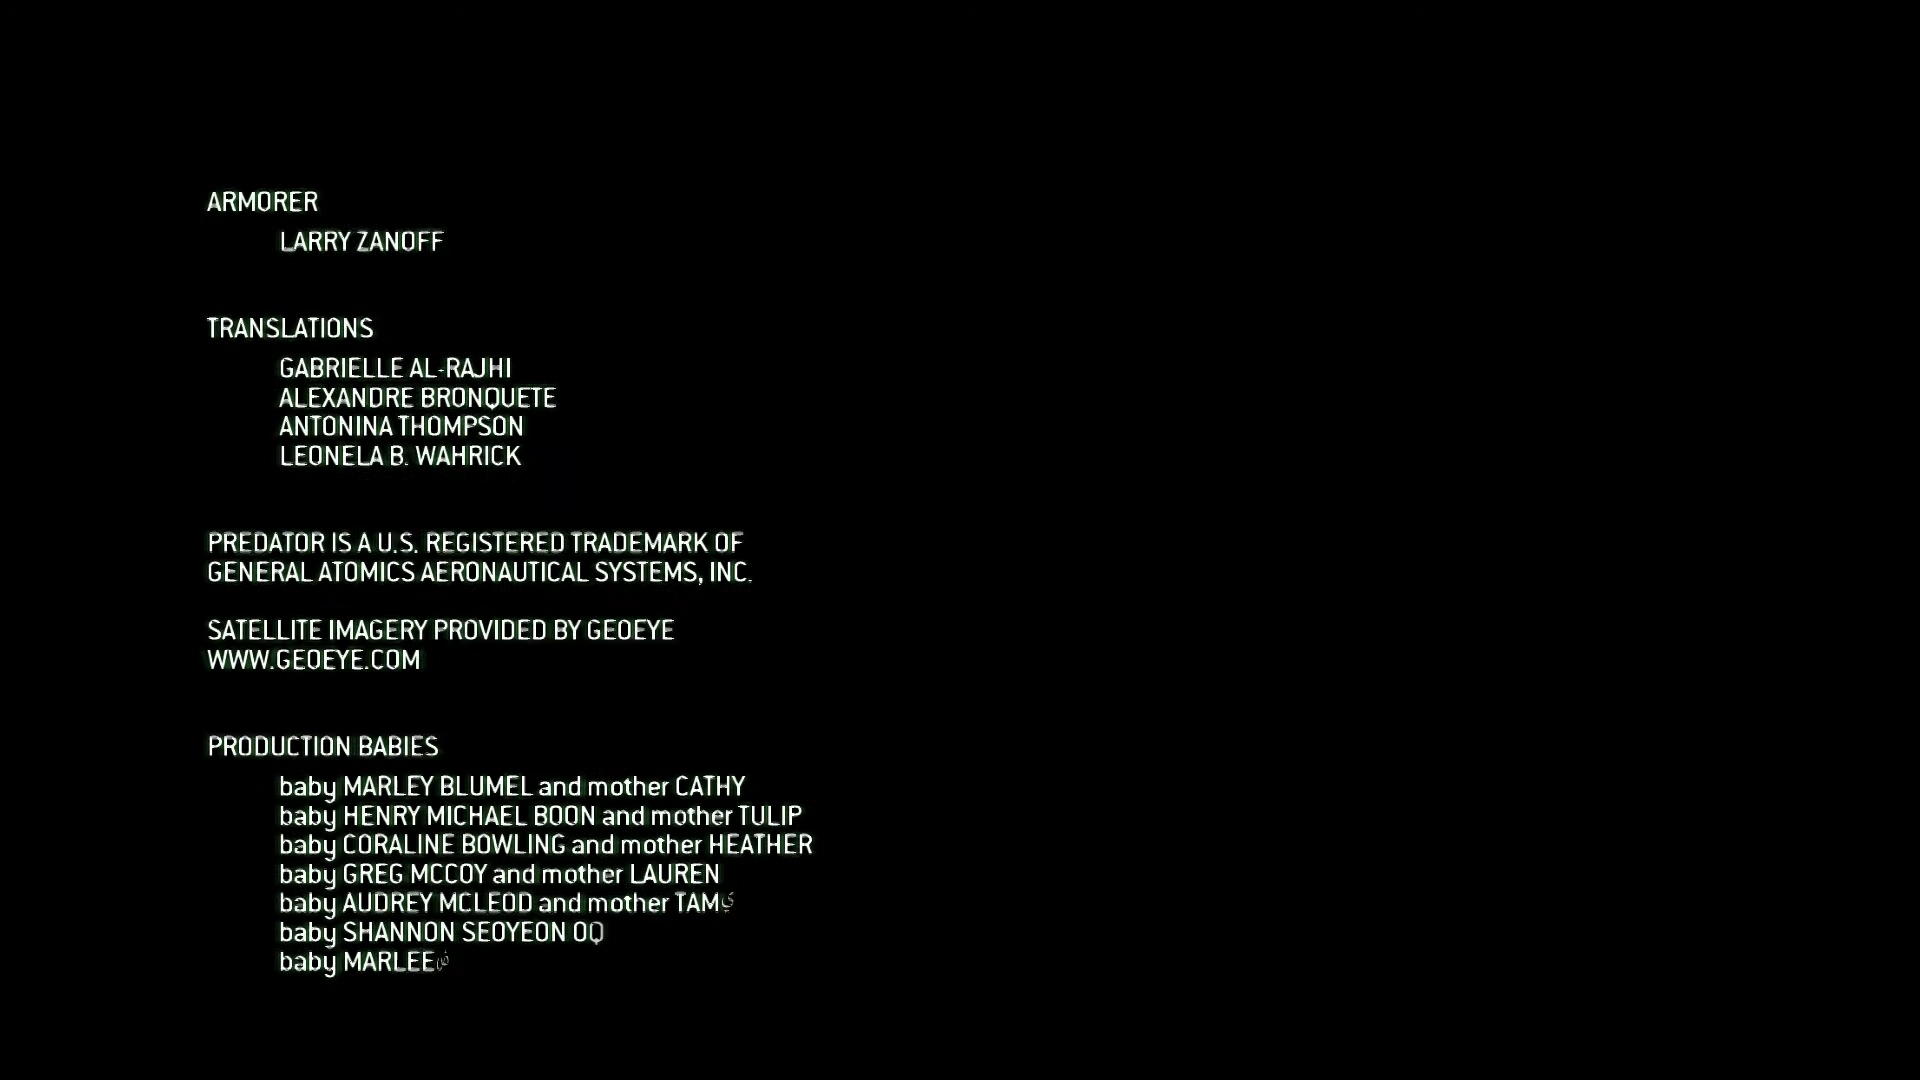 ARMORER
LARRY ZANOFF
TRANSLATIONS
GABRIELLE AL-RAJHI
ALEXANDRE BRONQUETE
ANTONINA THOMPSON
LEONELA B. WAHRICK
PREDATOR IS A U.S. REGISTERED TRADEMARK OF
GENERAL ATOMICS AERONAUTICAL SYSTEMS, INC.
SATELLITE IMAGERY PROVIDED BY GEOEYE
WWW.GEOEYE.COM
PRODUCTION BABIES
baby MARLEY BLUMEL and mother CATHY
baby HENRY MICHAEL BOON and mother TULIP
baby CORALINE BOWLING and mother HEATHER
baby GREG MCCOY and mother LAUREN
baby AUDREY MCLEOD and mother
baby SHANNON SEOYEON
baby MARLEE